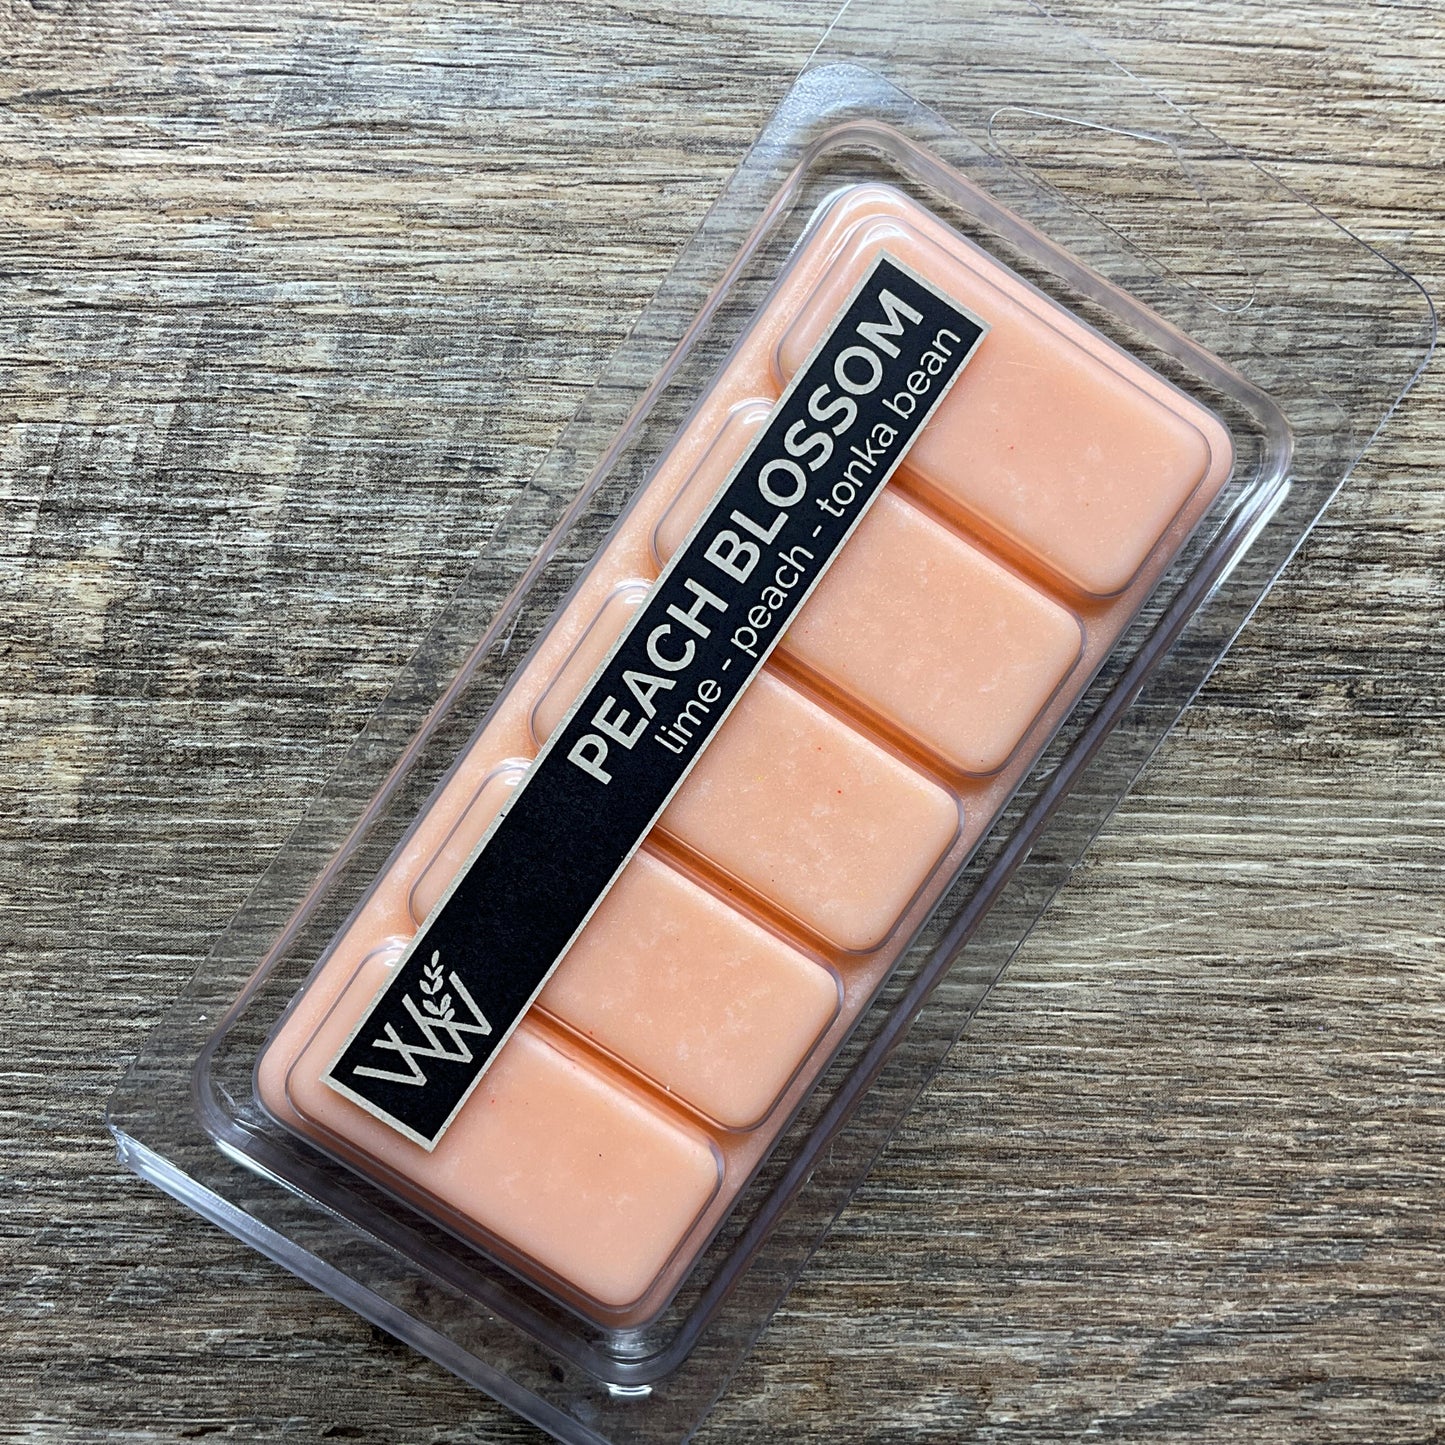 PEACH BLOSSOM
lime - peach - tonka bean
W